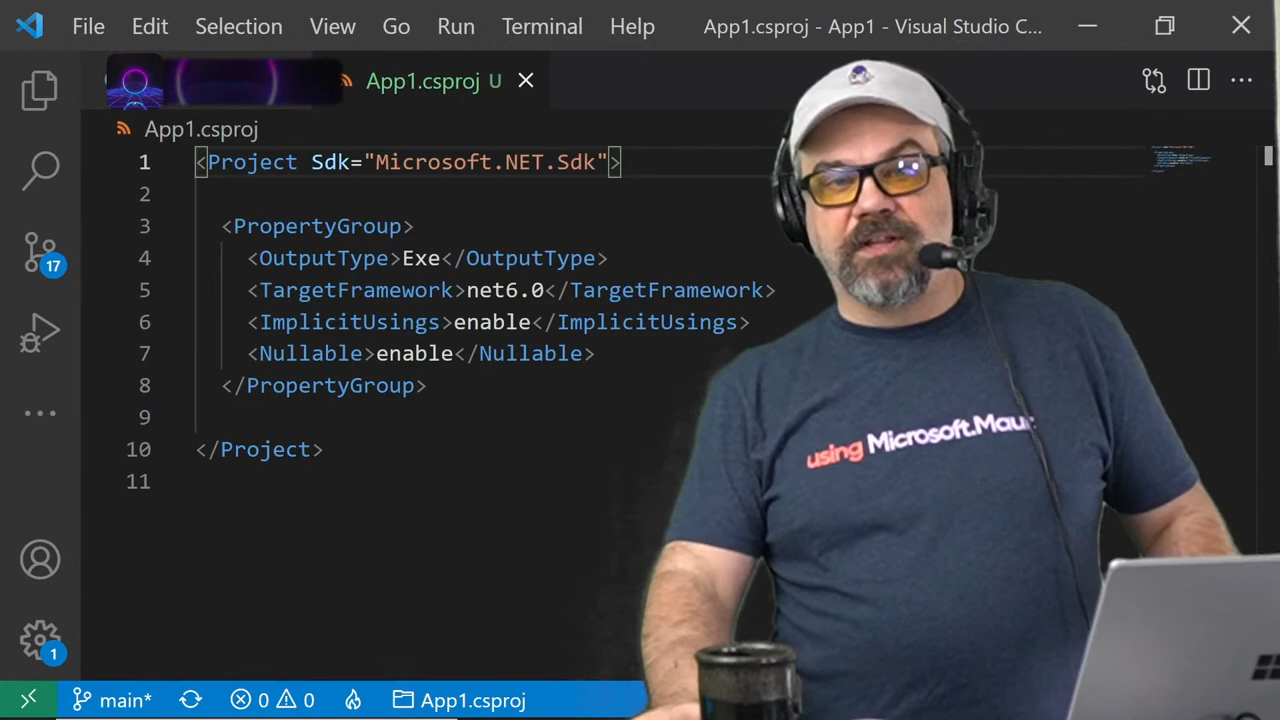 File Edit Selection View Go Run Terminal Help App1.csproj - App1 - Visual Studio C...
App1.csproj U
App1.csproj
1 <Project Sdk="Microsoft.NET.Sdk">
2
3 <PropertyGroup>
4 <OutputType>Exe</OutputType>
5 <TargetFramework>net6.0</TargetFramework>
6 <ImplicitUsings>enable</ImplicitUsings>
7 <Nullable>enable</Nullable>
8 </PropertyGroup>
9
10 </Project>
11
using Microsoft.Maui
17
1
main* 0 0 App1.csproj